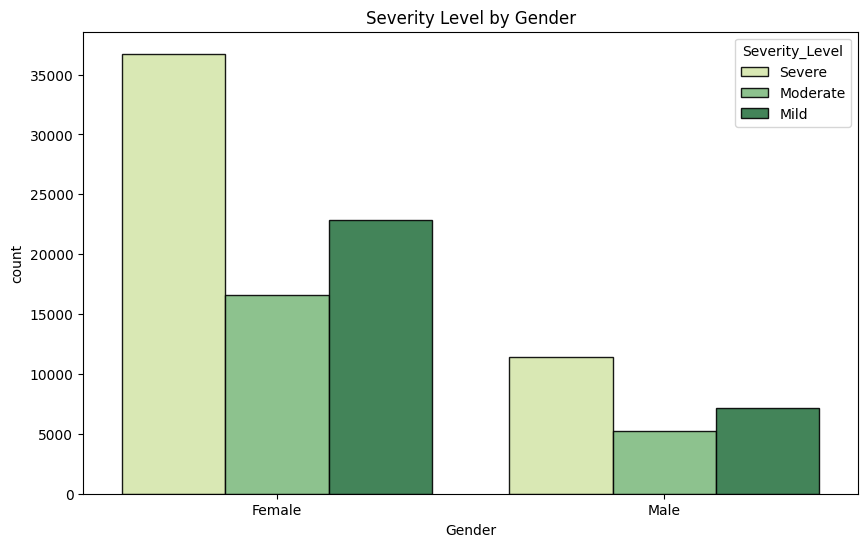 Severity Level by Gender
Severity_Level
Severe
Moderate
Mild
35000
30000
25000
20000
15000
10000
5000
0
count
Female
Male
Gender